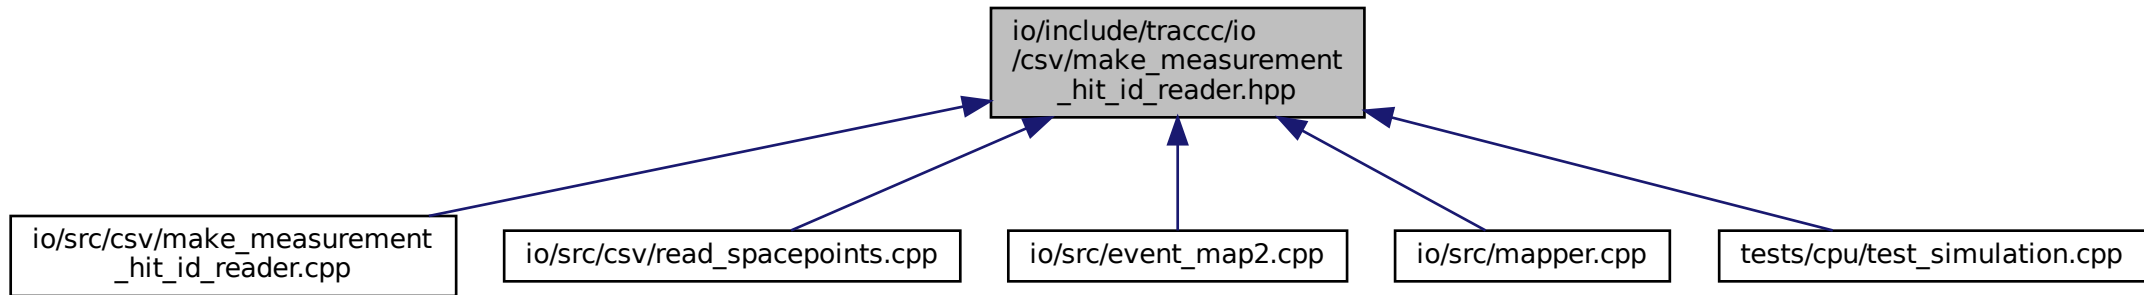 io/include/traccc/io
/csv/make_measurement
_hit_id_reader.hpp
io/src/csv/make_measurement
_hit_id_reader.cpp
io/src/csv/read_spacepoints.cpp
io/src/event_map2.cpp
io/src/mapper.cpp
tests/cpu/test_simulation.cpp